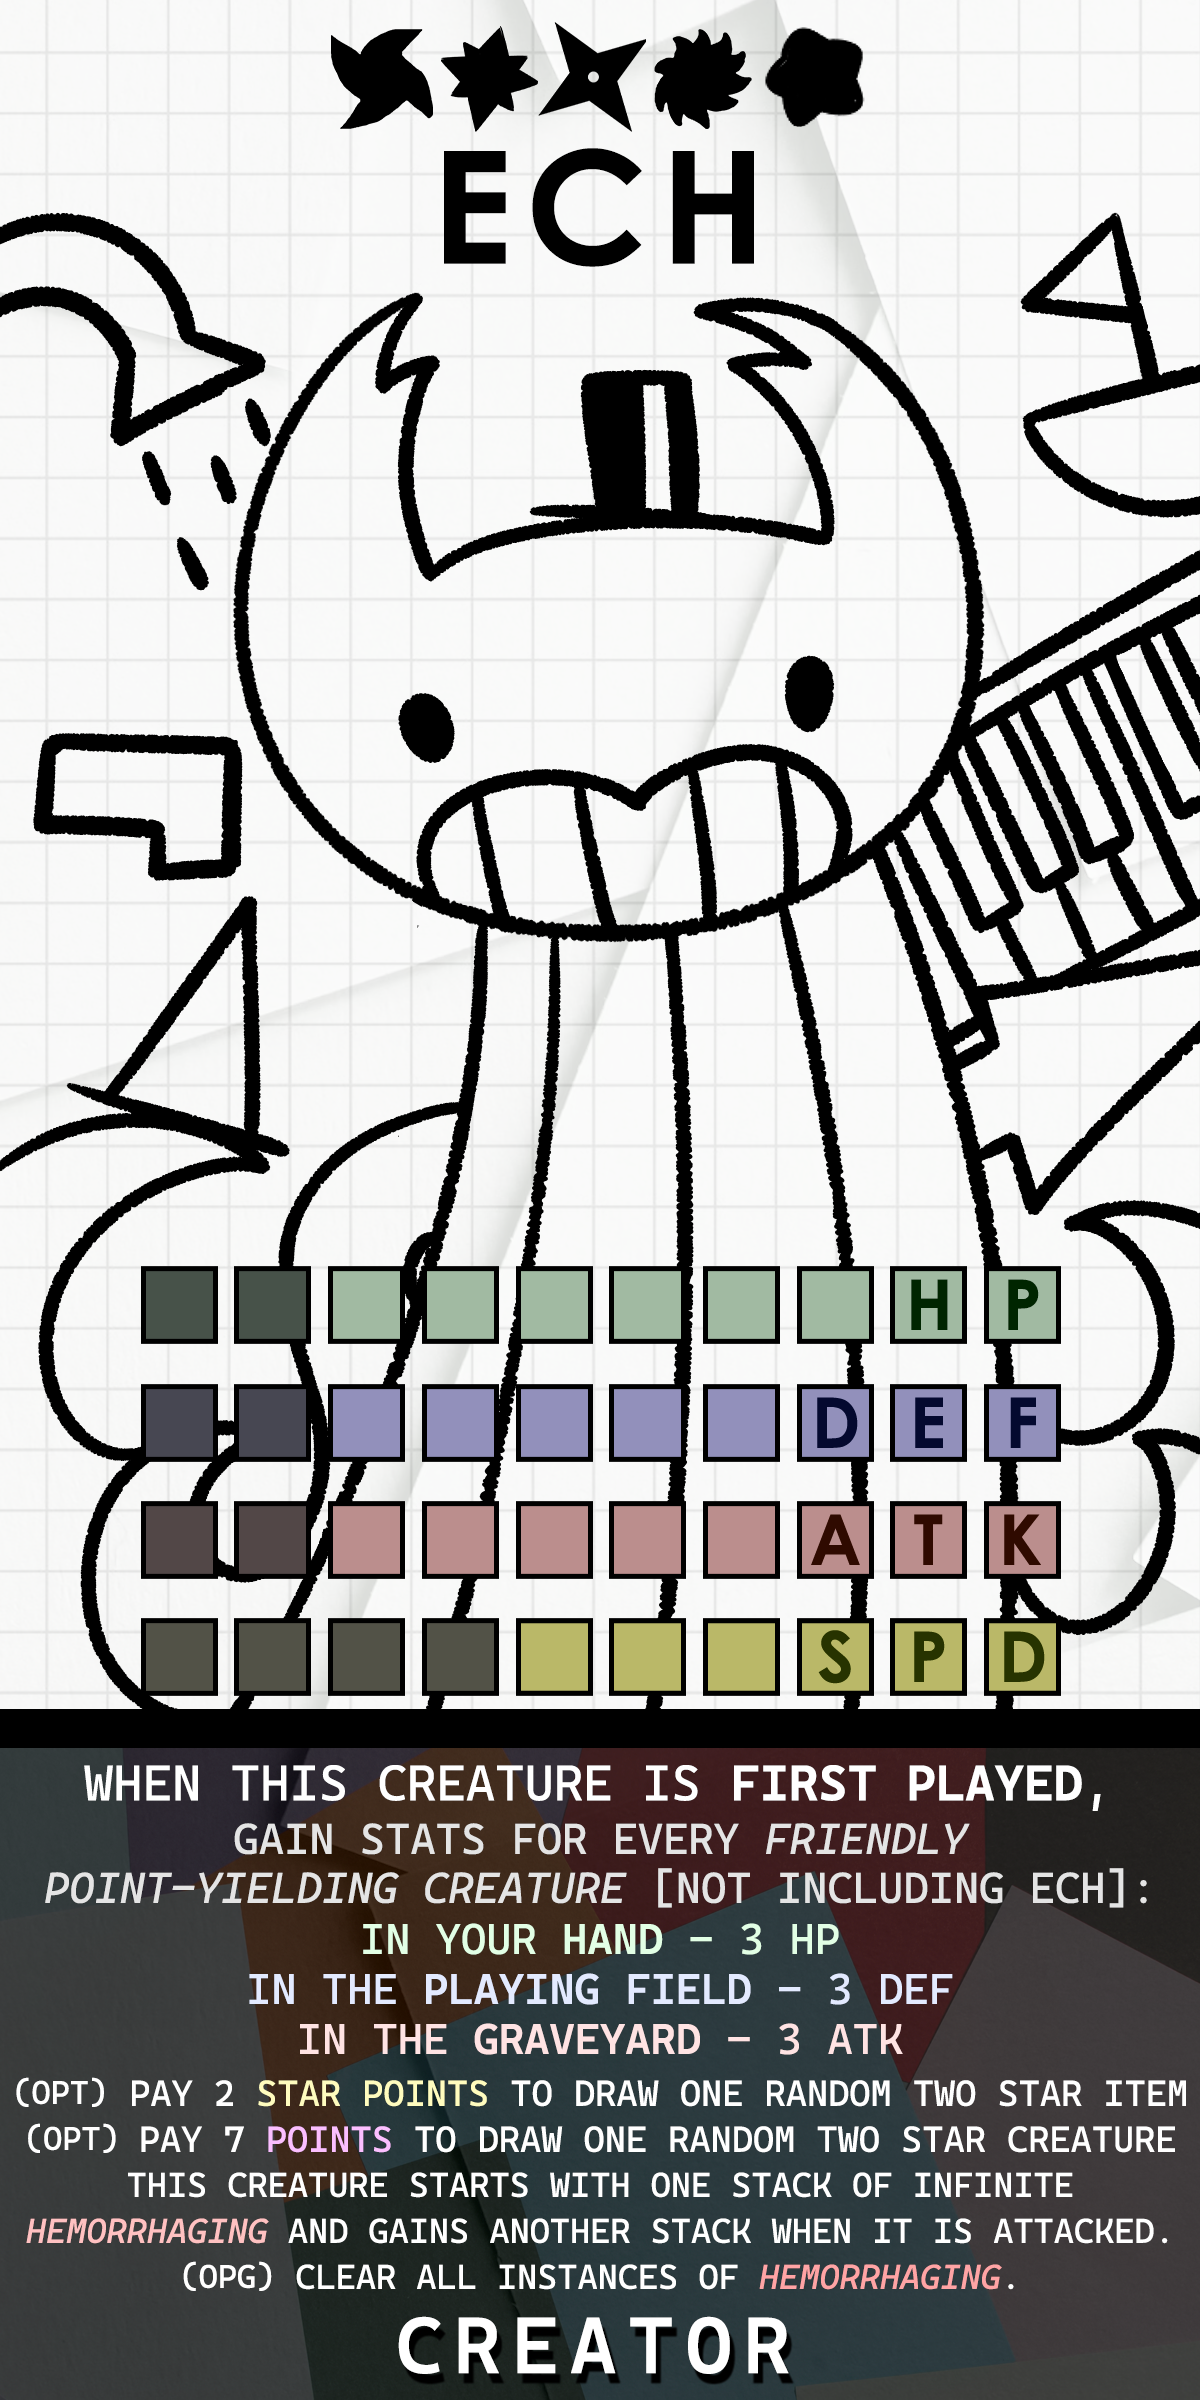 ECH
HP
DEF
ATK
SPD
WHEN THIS CREATURE IS FIRST PLAYED,
GAIN STATS FOR EVERY FRIENDLY
POINT-YIELDING CREATURE [NOT INCLUDING ECH]:
IN YOUR HAND - 3 HP
IN THE PLAYING FIELD - 3 DEF
IN THE GRAVEYARD - 3 ATK
(OPT) PAY 2 STAR POINTS TO DRAW ONE RANDOM TWO STAR ITEM
(OPT) PAY 7 POINTS TO DRAW ONE RANDOM TWO STAR CREATURE
THIS CREATURE STARTS WITH ONE STACK OF INFINITE
HEMORRHAGING AND GAINS ANOTHER STACK WHEN IT IS ATTACKED.
(OPG) CLEAR ALL INSTANCES OF HEMORRHAGING.
CREATOR